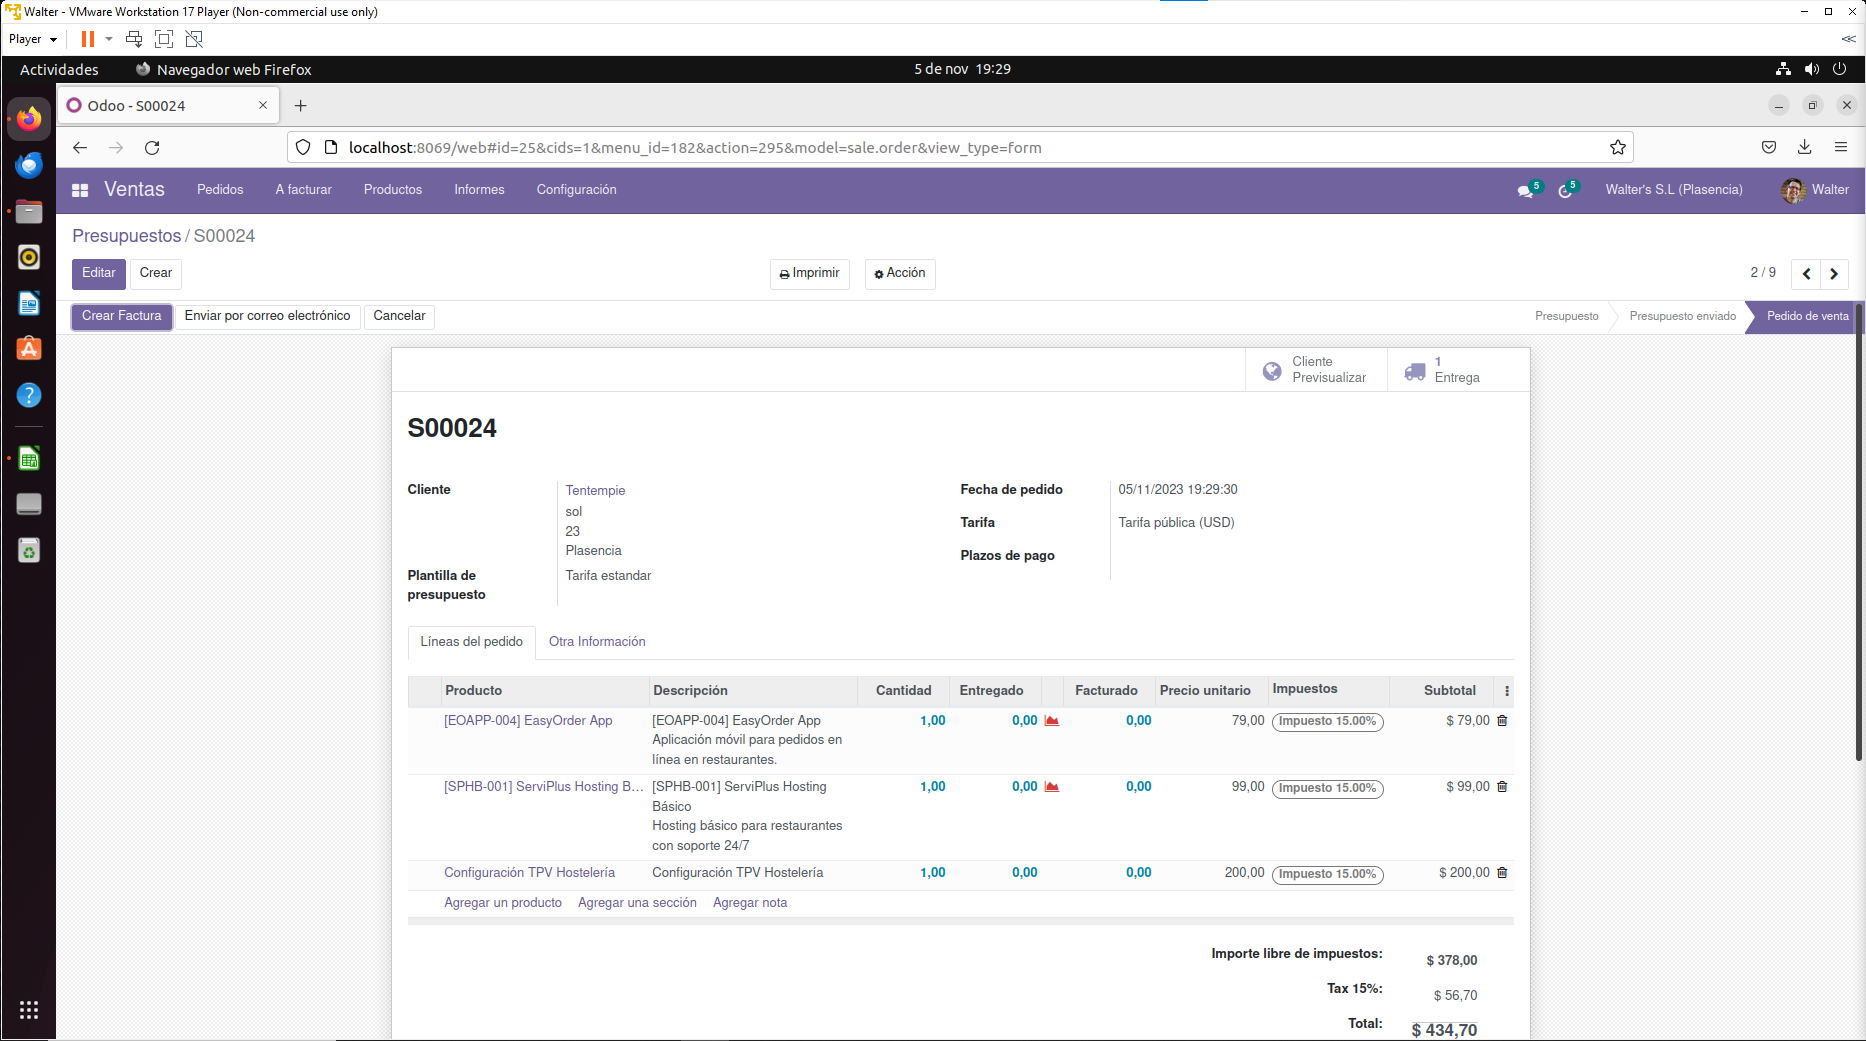 Walter - VMware Workstation 17 Player (Non-commercial use only)
Player
Actividades
Navegador web Firefox
5 de nov 19:29
Odoo - S00024
localhost:8069/web#id=25&cids=1&menu_id=182&action=295&model=sale.order&view_type=form
Ventas
Pedidos
A facturar
Productos
Informes
Configuración
5
5
Walter's S.L (Plasencia)
Walter
Presupuestos / S00024
Editar
Crear
Imprimir
Acción
2 / 9
Crear Factura
Enviar por correo electrónico
Cancelar
Presupuesto
Presupuesto enviado
Pedido de venta
Cliente
Previsualizar
1
Entrega
S00024
Cliente
Tentempie
sol
23
Plasencia
Plantilla de
presupuesto
Tarifa estandar
Fecha de pedido
05/11/2023 19:29:30
Tarifa
Tarifa pública (USD)
Plazos de pago
Líneas del pedido
Otra Información
Producto Descripción Cantidad Entregado Facturado Precio unitario Impuestos Subtotal
[EOAPP-004] EasyOrder App [EOAPP-004] EasyOrder App 1,00 0,00 0,00 79,00 Impuesto 15.00% $ 79,00
Aplicación móvil para pedidos en
línea en restaurantes.
[SPHB-001] ServiPlus Hosting B... [SPHB-001] ServiPlus Hosting 1,00 0,00 0,00 99,00 Impuesto 15.00% $ 99,00
Básico
Hosting básico para restaurantes
con soporte 24/7
Configuración TPV Hostelería Configuración TPV Hostelería 1,00 0,00 0,00 200,00 Impuesto 15.00% $ 200,00
Agregar un producto Agregar una sección Agregar nota
Importe libre de impuestos: $ 378,00
Tax 15%: $ 56,70
Total: $ 434,70